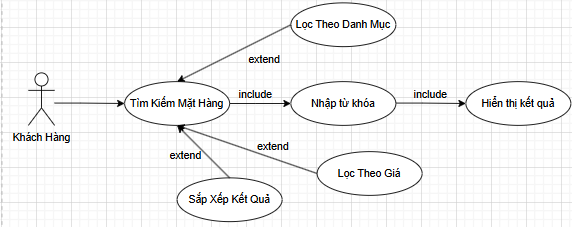 Lọc Theo Danh Mục
extend
Tìm Kiếm Mặt Hàng
include
Nhập từ khóa
include
Hiển thị kết quả
Khách Hàng
extend
extend
Lọc Theo Giá
Sắp Xếp Kết Quả